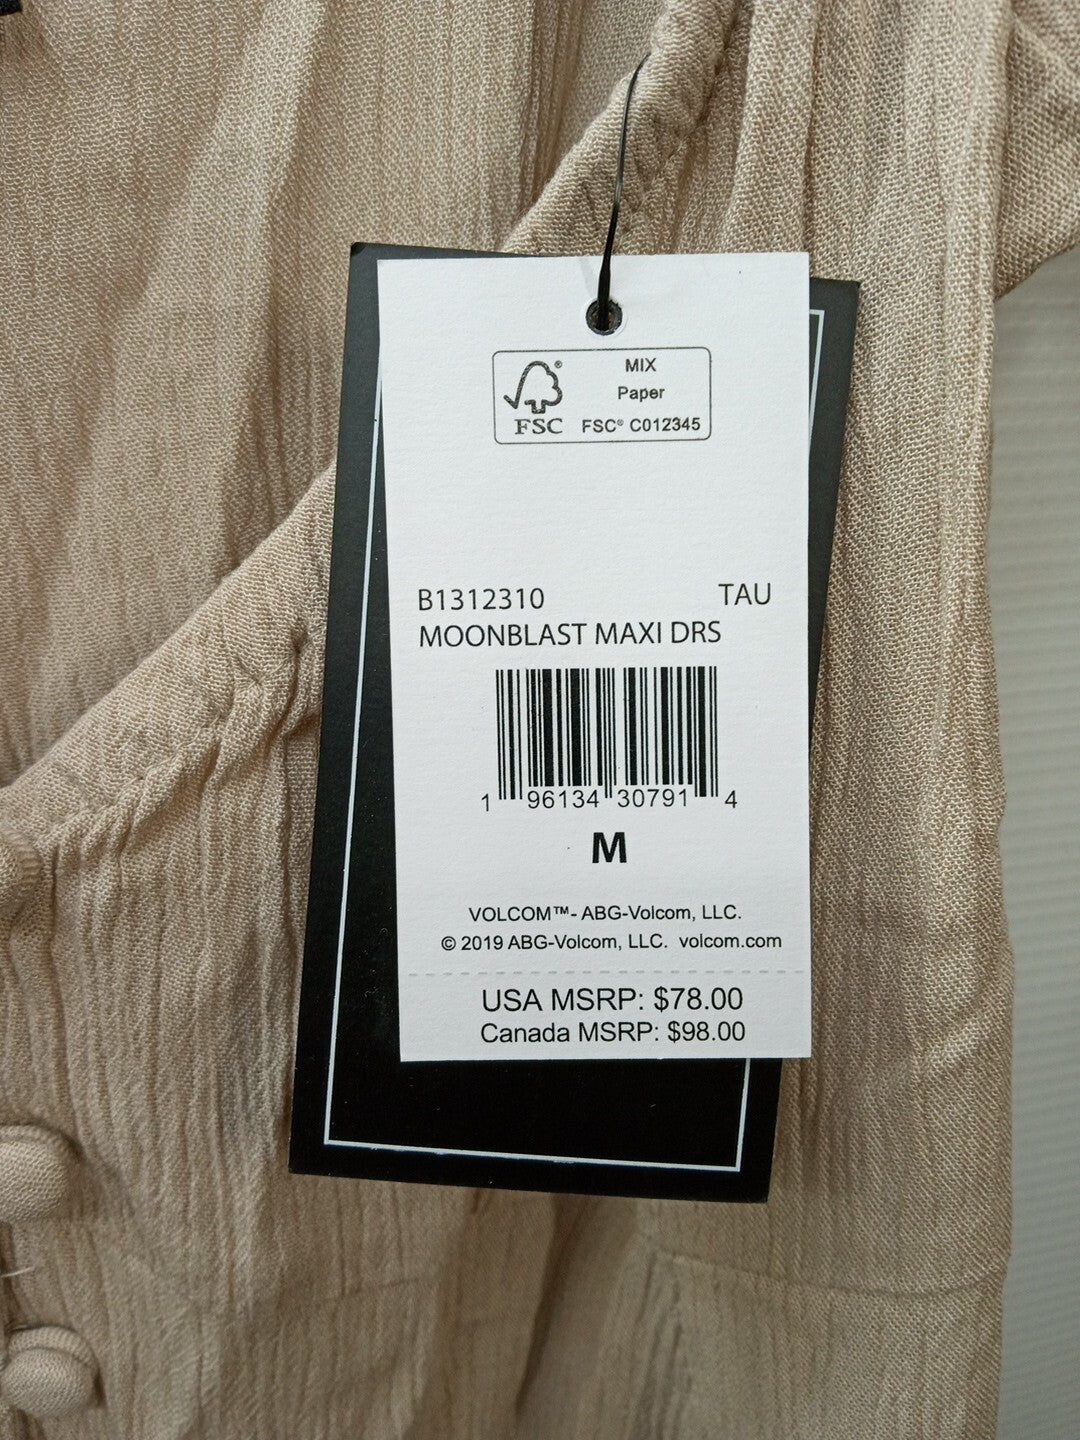 MIX
Paper
FSC® FSC® C012345
B1312310 TAU
MOONBLAST MAXI DRS
1 96134 30791 4
M
VOLCOM™- ABG-Volcom, LLC.
© 2019 ABG-Volcom, LLC. volcom.com
USA MSRP: $78.00
Canada MSRP: $98.00